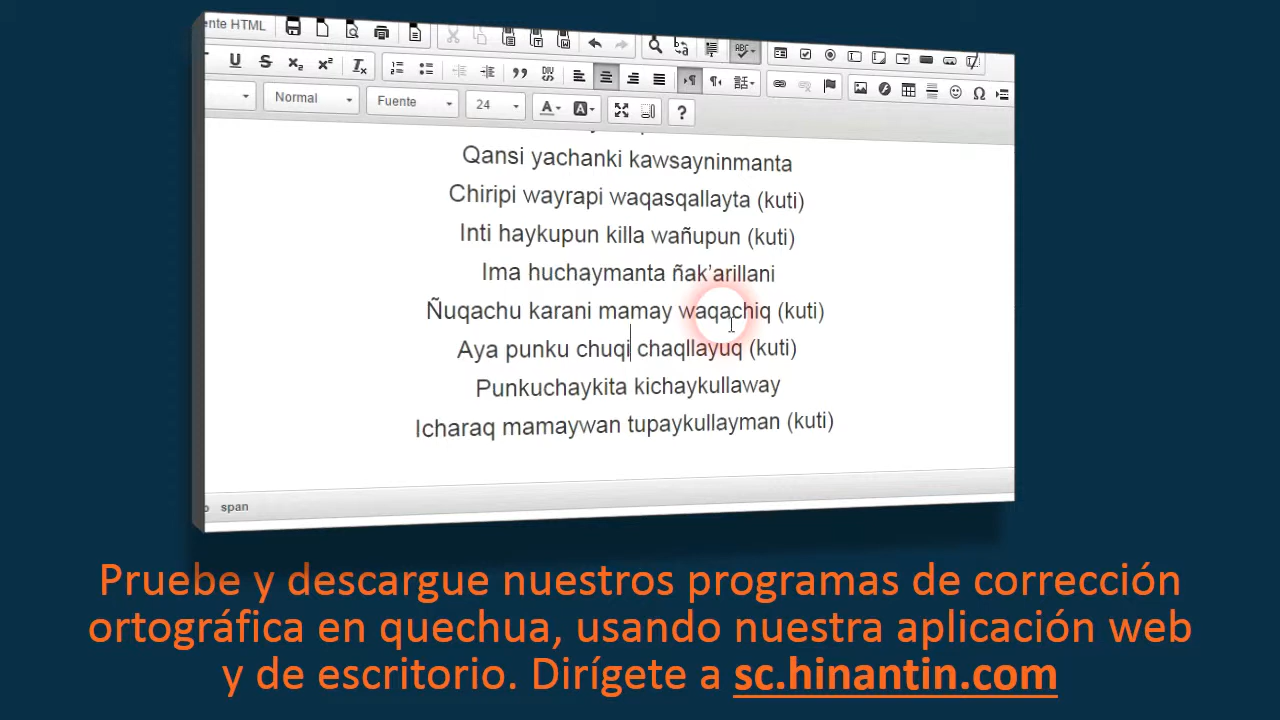 ente HTML
Normal Fuente 24
Qansi yachanki kawsayninmanta
Chiripi wayrapi waqasqallayta (kuti)
Inti haykupun killa wañupun (kuti)
Ima huchaymanta ñak'arillani
Ñuqachu karani mamay waqachiq (kuti)
Aya punku chuqi chaqllayuq (kuti)
Punkuchaykita kichaykullaway
Icharaq mamaywan tupaykullayman (kuti)
span
Pruebe y descargue nuestros programas de corrección
ortográfica en quechua, usando nuestra aplicación web
y de escritorio. Dirígete a sc.hinantin.com